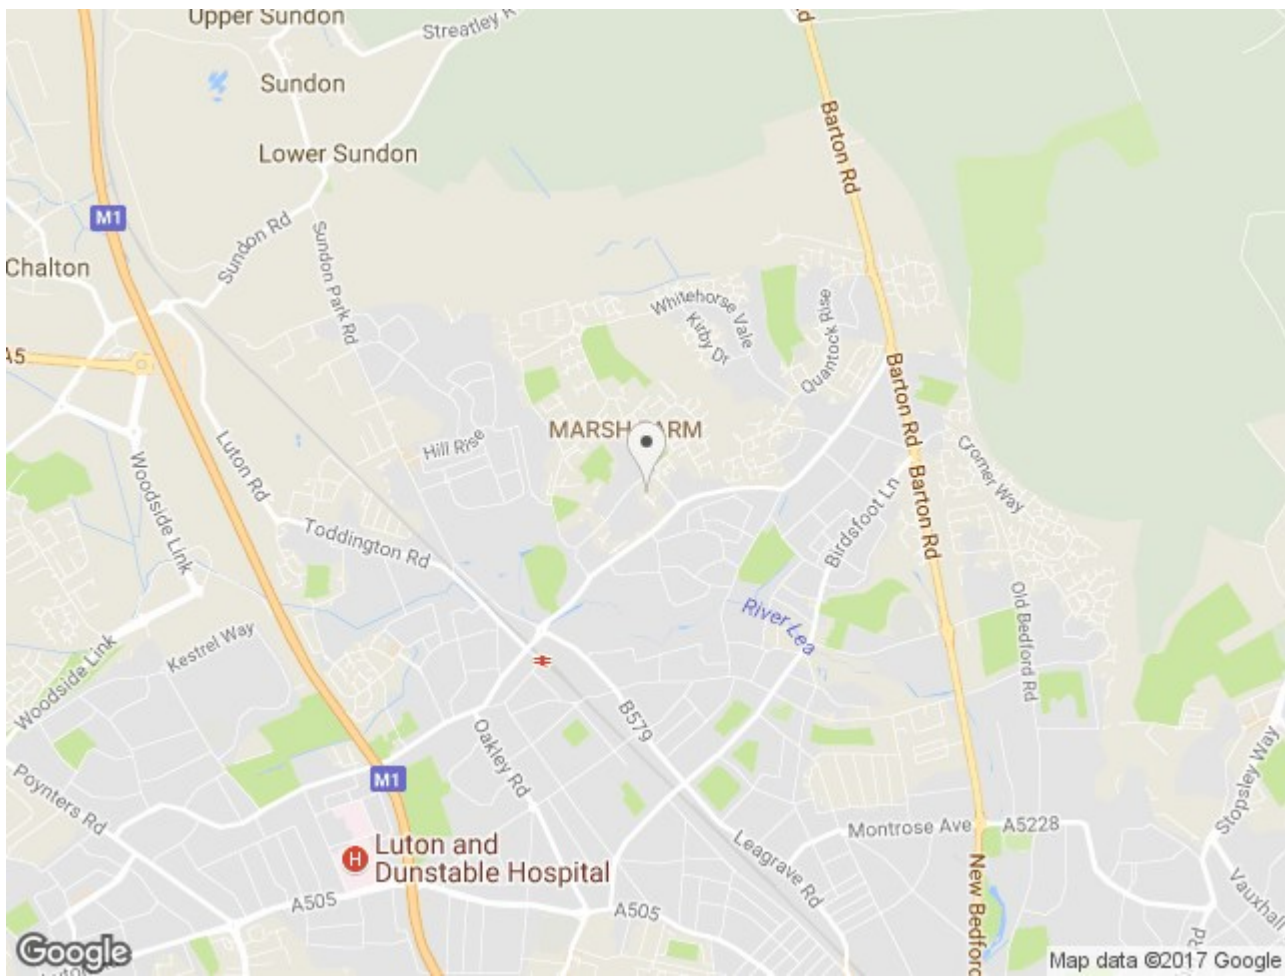 Upper Sundon
Streatley R
Sundon
Lower Sundon
Barton Rd
M1
Sundon Rd
Sundon Park Rd
Chalton
Whitehorse Vale
Kirby Dr
Quantock Rise
A5
Barton Rd
Barton Rd
MARSH ARM
Hill Rise
Luton Rd
Woodside Link
Toddington Rd
Birdsfoot Ln
Cromer Way
Old Bedford Rd
River Lea
Kestrel Way
Woodside Link
B579
Oakley Rd
M1
Poynters Rd
Stopsley Way
Montrose Ave
A5228
Leagrave Rd
H
Luton and
Dunstable Hospital
New Bedford
Vauxhall
A505
A505
Rd
Google
Map data ©2017 Google